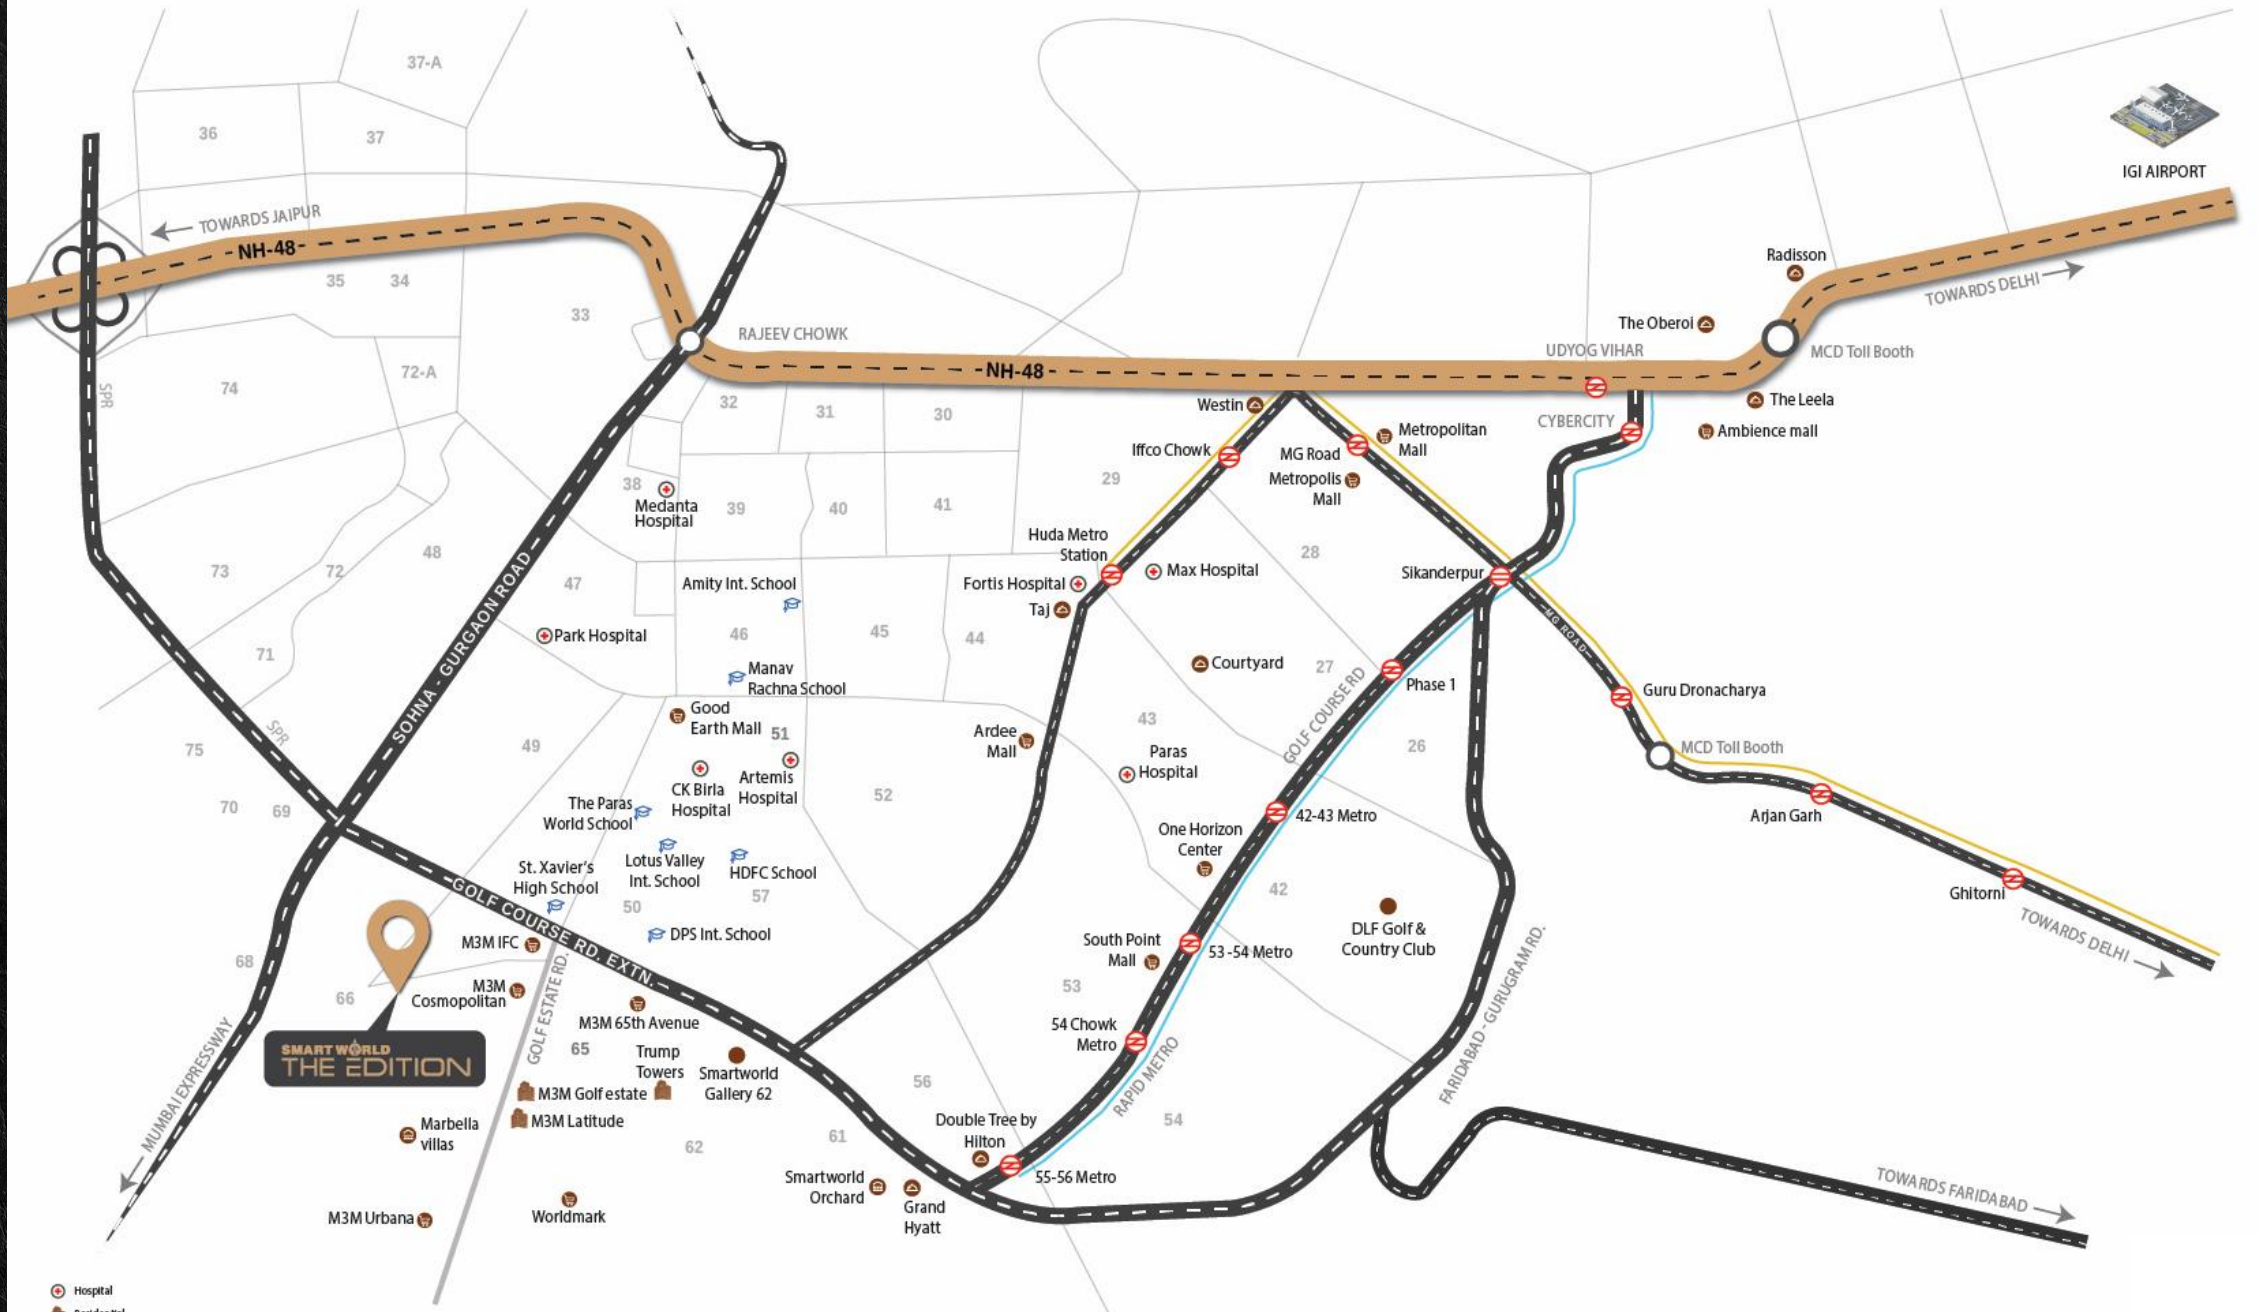 37-A
36
37
IGI AIRPORT
TOWARDS JAIPUR
NH-48
Radisson
TOWARDS DELHI
35
34
33
The Oberoi
RAJEEV CHOWK
UDYOG VIHAR
MCD Toll Booth
NH-48
SPR
74
72-A
32
31
30
Westin
The Leela
CYBERCITY
Ambience mall
Metropolitan
Mall
Iffco Chowk
MG Road
Metropolis
Mall
29
38
Medanta
Hospital
39
40
41
Huda Metro
Station
28
48
73
72
47
Amity Int. School
Fortis Hospital
Max Hospital
Sikanderpur
Taj
MG ROAD
SOHNA - GURGAON ROAD
Park Hospital
46
45
44
71
Manav
Rachna School
Courtyard
27
Phase 1
Guru Dronacharya
GOLF COURSE RD
Good
Earth Mall
51
43
SPR
75
49
Ardee
Mall
26
MCD Toll Booth
Paras
Hospital
CK Birla
Hospital
Artemis
Hospital
70
69
The Paras
World School
52
42-43 Metro
Arjan Garh
One Horizon
Center
St. Xavier's
High School
Lotus Valley
Int. School
HDFC School
GOLF COURSE RD. EXTN.
50
57
42
Ghitorni
TOWARDS DELHI
DLF Golf &
Country Club
M3M IFC
DPS Int. School
South Point
Mall
53 -54 Metro
68
66
M3M
Cosmopolitan
53
GOLF ESTATE RD.
M3M 65th Avenue
54 Chowk
Metro
FARIDABAD - GURUGRAM RD.
SMART WORLD
THE EDITION
65
Trump
Towers
Smartworld
Gallery 62
MUMBAI EXPRESSWAY
M3M Golf estate
56
RAPID METRO
M3M Latitude
Marbella
villas
Double Tree by
Hilton
54
62
61
55-56 Metro
Smartworld
Orchard
Grand
Hyatt
TOWARDS FARIDABAD
M3M Urbana
Worldmark
Hospital